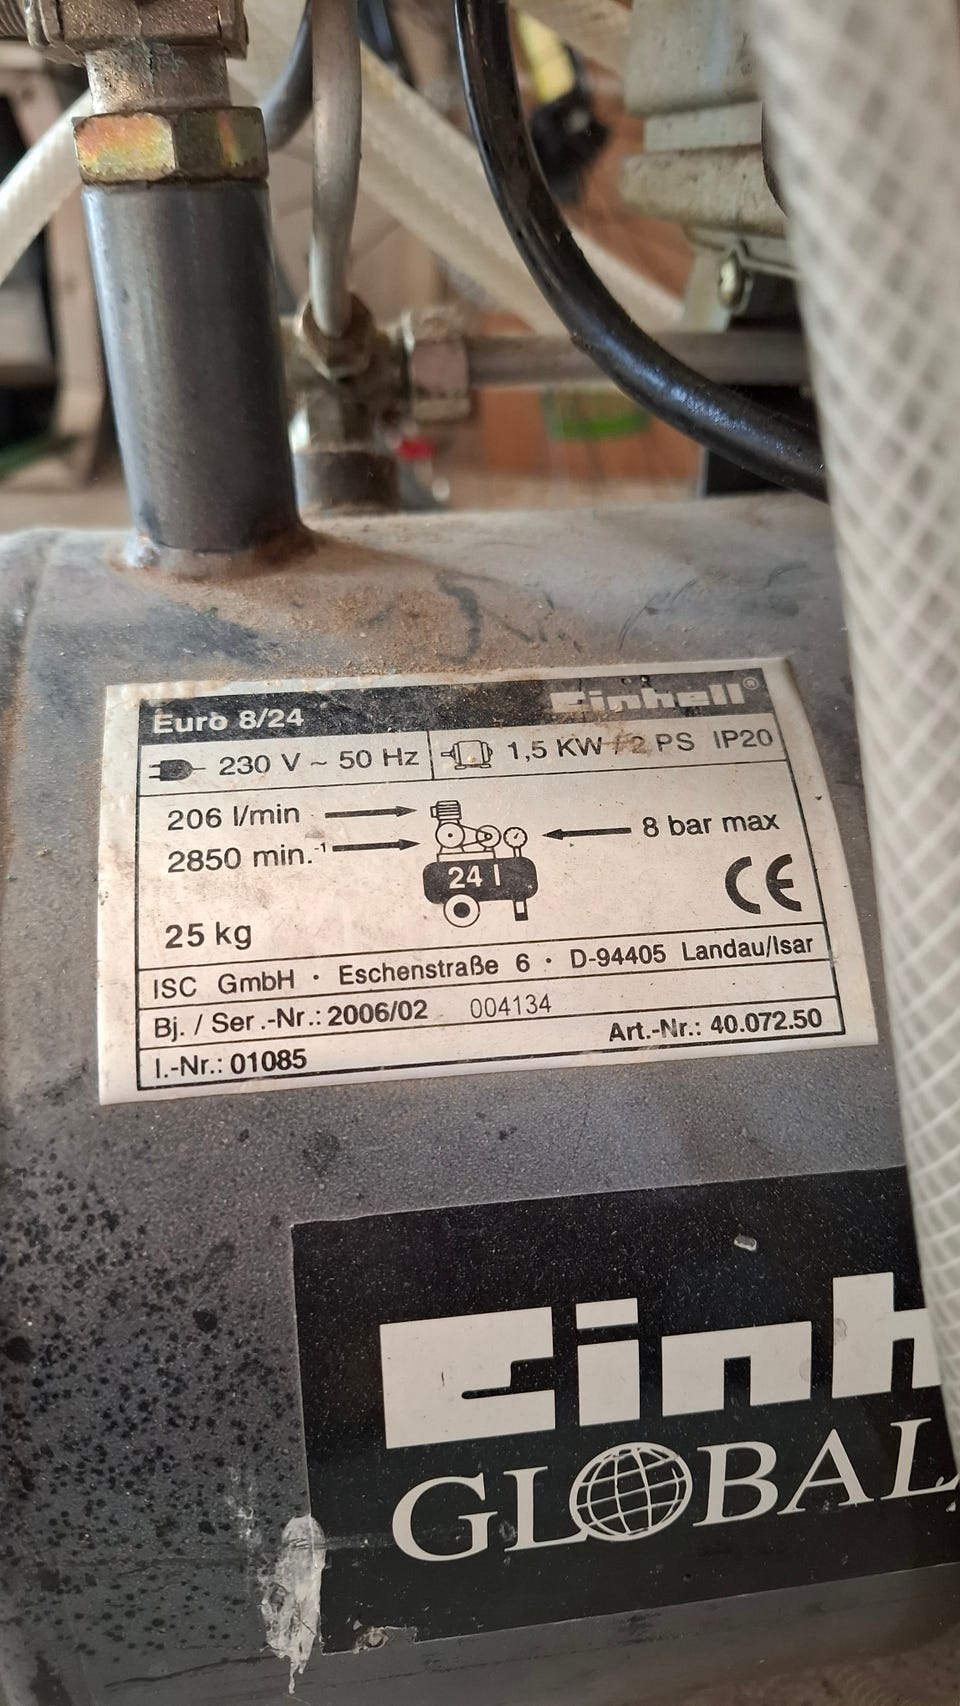 Euro 8/24 Einhell®
230 V ~ 50 Hz 1,5 KW / 2 PS IP20
206 l/min
8 bar max
2850 min.-1
24 l
CE
25 kg
ISC GmbH · Eschenstraße 6 · D-94405 Landau/Isar
Bj. / Ser.-Nr.: 2006/02 004134
Art.-Nr.: 40.072.50
I.-Nr.: 01085
Einh
GLOBAL